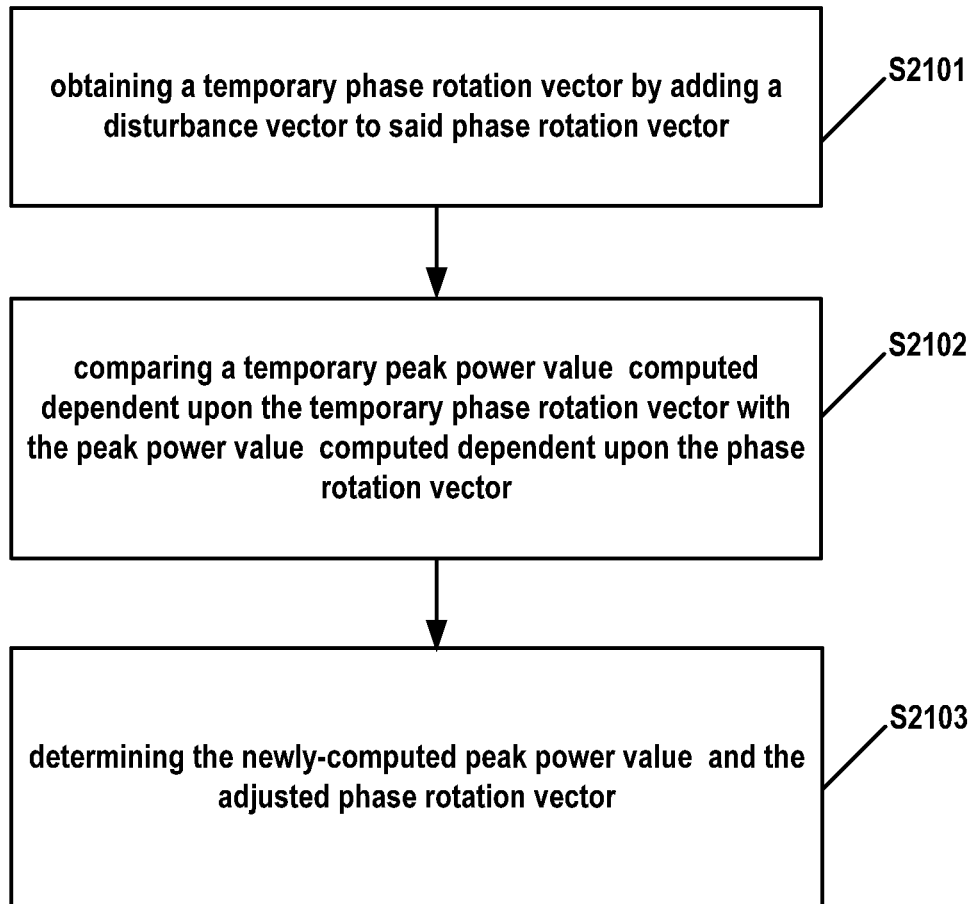 obtaining a temporary phase rotation vector by adding a
disturbance vector to said phase rotation vector
S2101
comparing a temporary peak power value computed
dependent upon the temporary phase rotation vector with
the peak power value computed dependent upon the phase
rotation vector
S2102
determining the newly-computed peak power value and the
adjusted phase rotation vector
S2103